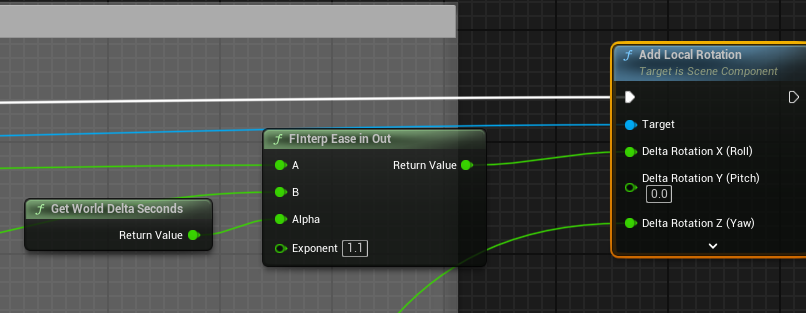 Add Local Rotation
Target is Scene Component
Target
Delta Rotation X (Roll)
Delta Rotation Y (Pitch)
0.0
Delta Rotation Z (Yaw)
FInterp Ease in Out
A Return Value
B
Alpha
Exponent 1.1
Get World Delta Seconds
Return Value